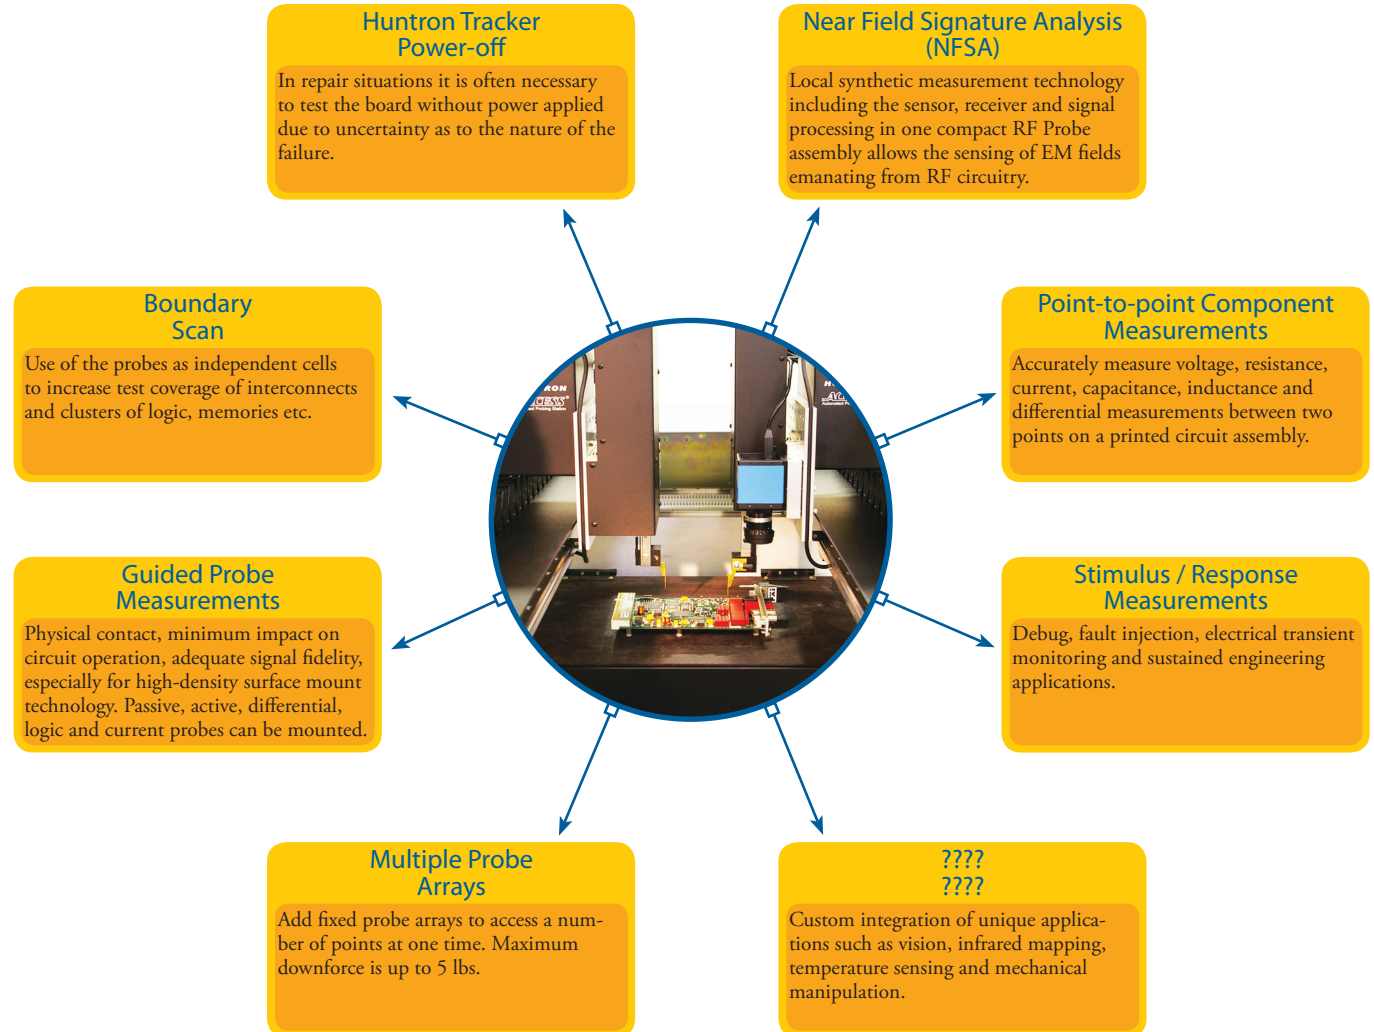 Huntron Tracker
Power-off
In repair situations it is often necessary
to test the board without power applied
due to uncertainty as to the nature of the
failure.
Near Field Signature Analysis
(NFSA)
Local synthetic measurement technology
including the sensor, receiver and signal
processing in one compact RF Probe
assembly allows the sensing of EM fields
emanating from RF circuitry.
Boundary
Scan
Use of the probes as independent cells
to increase test coverage of interconnects
and clusters of logic, memories etc.
Point-to-point Component
Measurements
Accurately measure voltage, resistance,
current, capacitance, inductance and
differential measurements between two
points on a printed circuit assembly.
Guided Probe
Measurements
Physical contact, minimum impact on
circuit operation, adequate signal fidelity,
especially for high-density surface mount
technology. Passive, active, differential,
logic and current probes can be mounted.
Stimulus / Response
Measurements
Debug, fault injection, electrical transient
monitoring and sustained engineering
applications.
Multiple Probe
Arrays
Add fixed probe arrays to access a num-
ber of points at one time. Maximum
downforce is up to 5 lbs.
????
????
Custom integration of unique applica-
tions such as vision, infrared mapping,
temperature sensing and mechanical
manipulation.